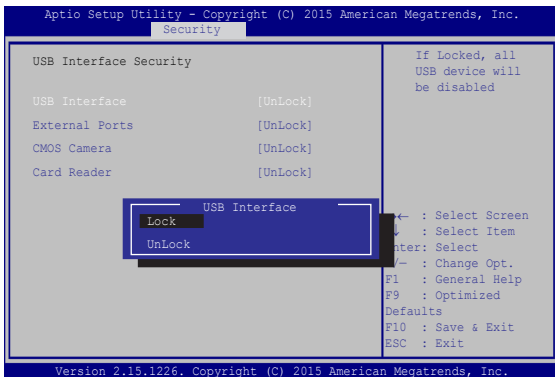 Aptio Setup Utility - Copyright (C) 2015 American Megatrends, Inc.
Security
USB Interface Security
USB Interface [UnLock]
External Ports [UnLock]
CMOS Camera [UnLock]
Card Reader [UnLock]
USB Interface
Lock
UnLock
If Locked, all
USB device will
be disabled
← : Select Screen
↓ : Select Item
nter: Select
/— : Change Opt.
F1 : General Help
F9 : Optimized
Defaults
F10 : Save & Exit
ESC : Exit
Version 2.15.1226. Copyright (C) 2015 American Megatrends, Inc.